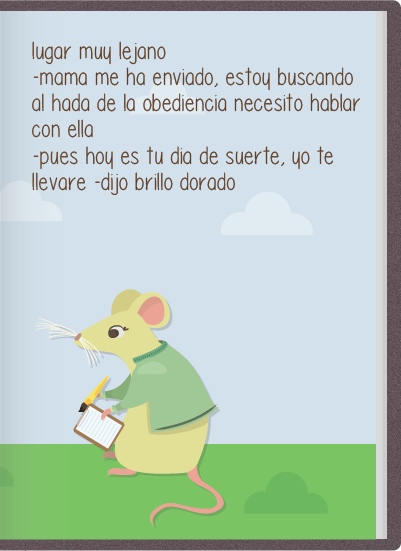 lugar muy lejano
-mama me ha enviado, estoy buscando
al hada de la obediencia necesito hablar
con ella
-pues hoy es tu dia de suerte, yo te
llevare -dijo brillo dorado